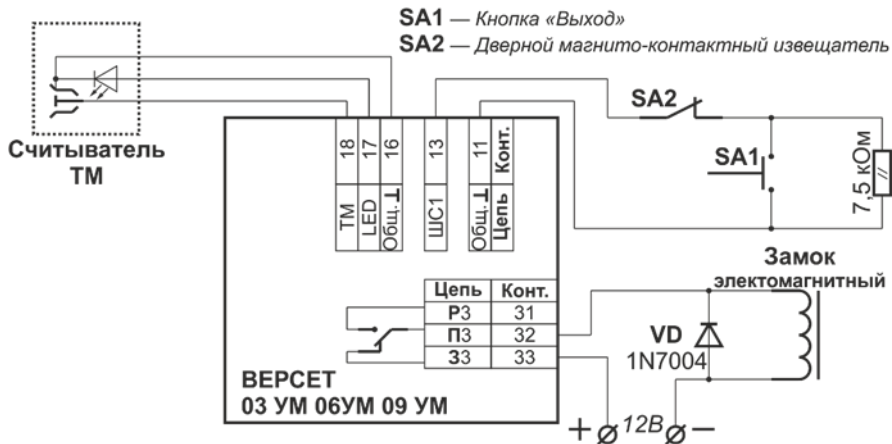 SA1 — Кнопка «Выход»
SA2 — Дверной магнито-контактный извещатель
Считыватель
ТМ
18 17 16 13 11 Конт.
ТМ LED Общ.⊥ ШС1 Общ.⊥ Цепь
SA2
SA1
7,5 кОм
Замок
электомагнитный
Цепь Конт.
Р3 31
П3 32
З3 33
VD
1N7004
ВЕРСЕТ
03 УМ 06УМ 09 УМ
+ 12В −